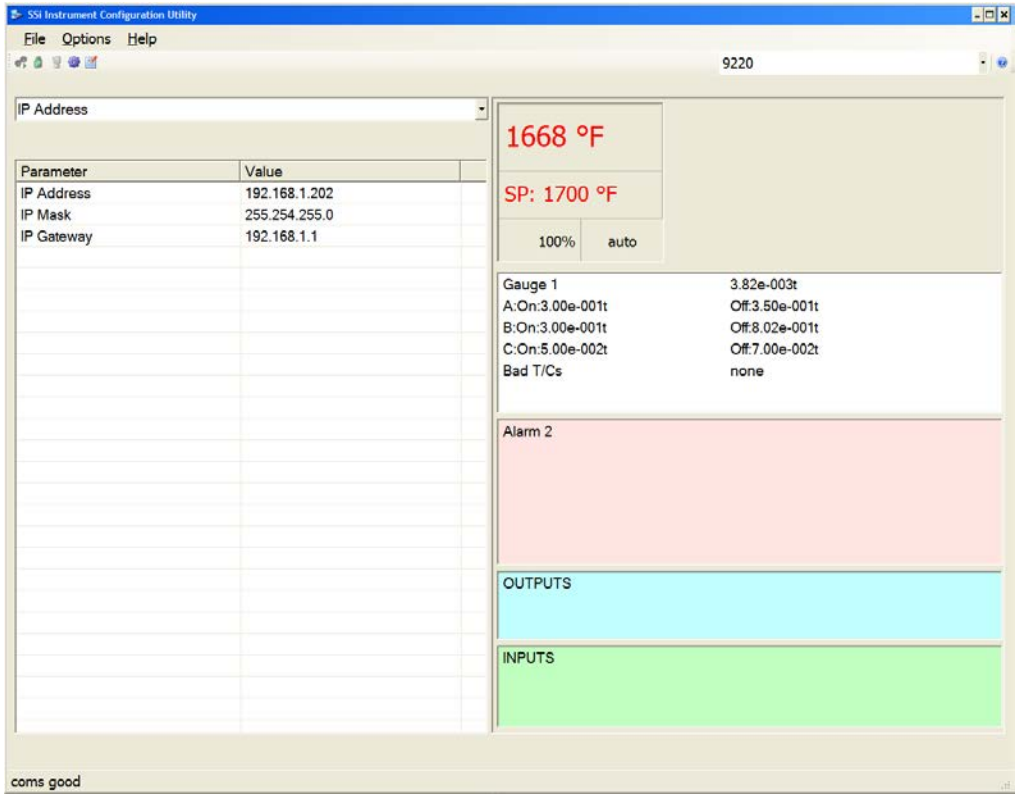 SSi Instrument Configuration Utility
File Options Help
9220
IP Address
Parameter Value
IP Address 192.168.1.202
IP Mask 255.254.255.0
IP Gateway 192.168.1.1
1668 °F
SP: 1700 °F
100% auto
Gauge 1 3.82e-003t
A:On:3.00e-001t Off:3.50e-001t
B:On:3.00e-001t Off:8.02e-001t
C:On:5.00e-002t Off:7.00e-002t
Bad T/Cs none
Alarm 2
OUTPUTS
INPUTS
coms good